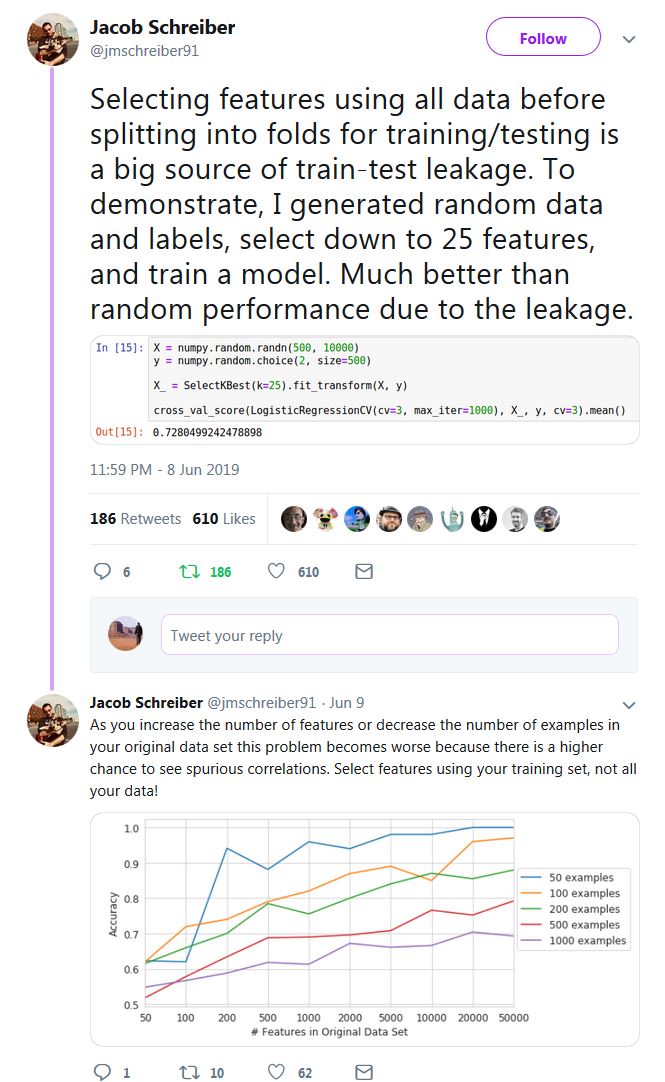 Jacob Schreiber
@jmschreiber91
Follow
Selecting features using all data before
splitting into folds for training/testing is
a big source of train-test leakage. To
demonstrate, I generated random data
and labels, select down to 25 features,
and train a model. Much better than
random performance due to the leakage.
In [15]: X = numpy.random.randn(500, 10000)
y = numpy.random.choice(2, size=500)
X_ = SelectKBest(k=25).fit_transform(X, y)
cross_val_score(LogisticRegressionCV(cv=3, max_iter=1000), X_, y, cv=3).mean()
Out[15]: 0.7280499242478898
11:59 PM - 8 Jun 2019
186 Retweets 610 Likes
6 186 610
Tweet your reply
Jacob Schreiber @jmschreiber91 · Jun 9
As you increase the number of features or decrease the number of examples in
your original data set this problem becomes worse because there is a higher
chance to see spurious correlations. Select features using your training set, not all
your data!
1.0
0.9
0.8
0.7
0.6
0.5
Accuracy
50 100 200 500 1000 2000 5000 10000 20000 50000
# Features in Original Data Set
50 examples
100 examples
200 examples
500 examples
1000 examples
1 10 62